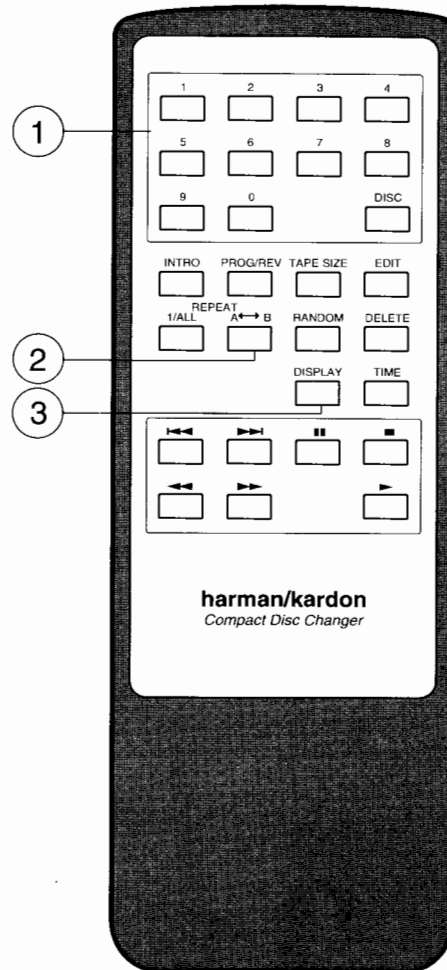 1 2 3 4
1
5 6 7 8
9 0 DISC
INTRO PROG/REV TAPE SIZE EDIT
REPEAT
1/ALL A↔B RANDOM DELETE
2
DISPLAY TIME
3
harman/kardon
Compact Disc Changer